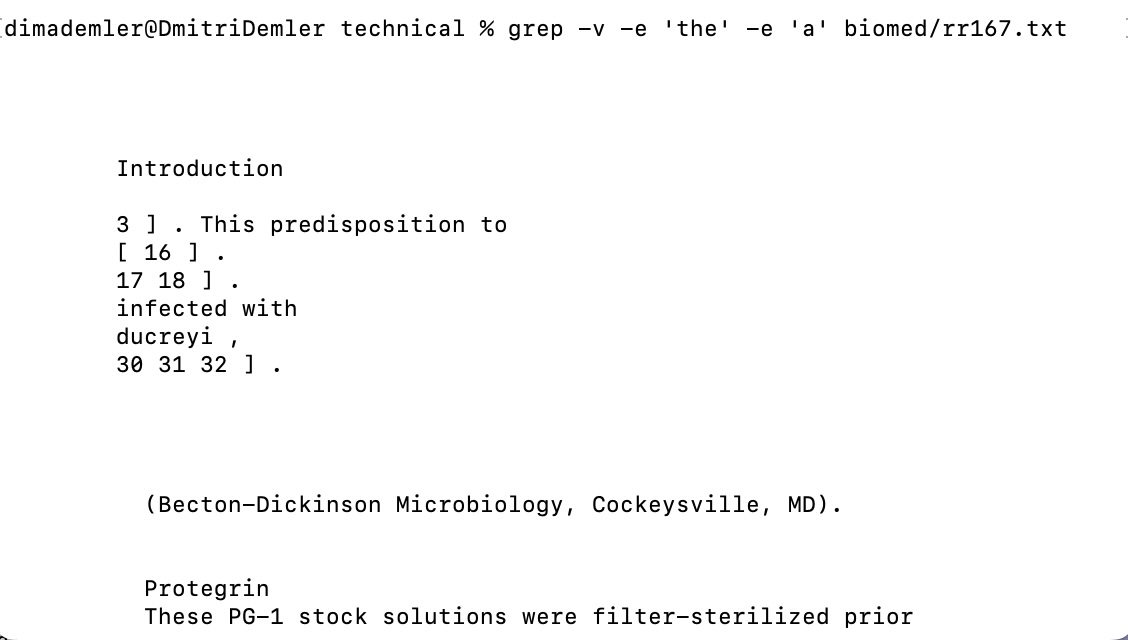 [dimademler@DmitriDemler technical % grep -v -e 'the' -e 'a' biomed/rr167.txt ]
Introduction
3 ] . This predisposition to
[ 16 ] .
17 18 ] .
infected with
ducreyi ,
30 31 32 ] .
(Becton-Dickinson Microbiology, Cockeysville, MD).
Protegrin
These PG-1 stock solutions were filter-sterilized prior